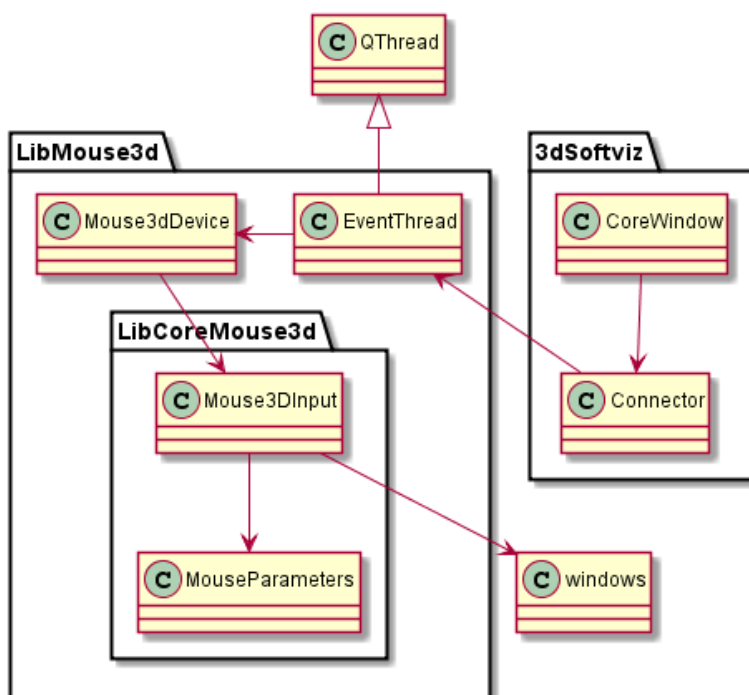 C QThread
LibMouse3d
3dSoftviz
C Mouse3dDevice
C EventThread
C CoreWindow
LibCoreMouse3d
C Mouse3DInput
C Connector
C MouseParameters
C windows